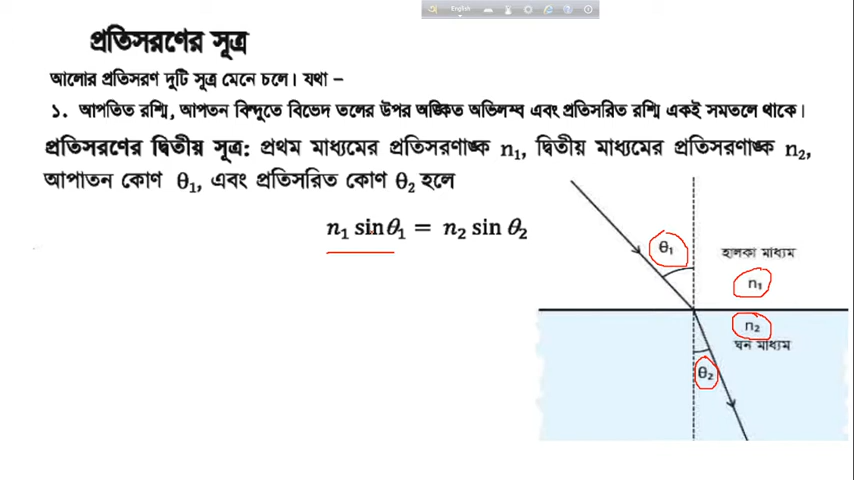 English
প্রতিসরণের সূত্র
আলোর প্রতিসরণ দুটি সূত্র মেনে চলে। যথা –
১. আপতিত রশ্মি, আপতন বিন্দুতে বিভেদ তলের উপর অঙ্কিত অভিলম্ব এবং প্রতিসরিত রশ্মি একই সমতলে থাকে।
প্রতিসরণের দ্বিতীয় সূত্র: প্রথম মাধ্যমের প্রতিসরণাঙ্ক n₁, দ্বিতীয় মাধ্যমের প্রতিসরণাঙ্ক n₂,
আপাতন কোণ θ₁, এবং প্রতিসরিত কোণ θ₂ হলে
n₁ sinθ₁ = n₂ sin θ₂
θ₁
হালকা মাধ্যম
n₁
n₂
ঘন মাধ্যম
θ₂